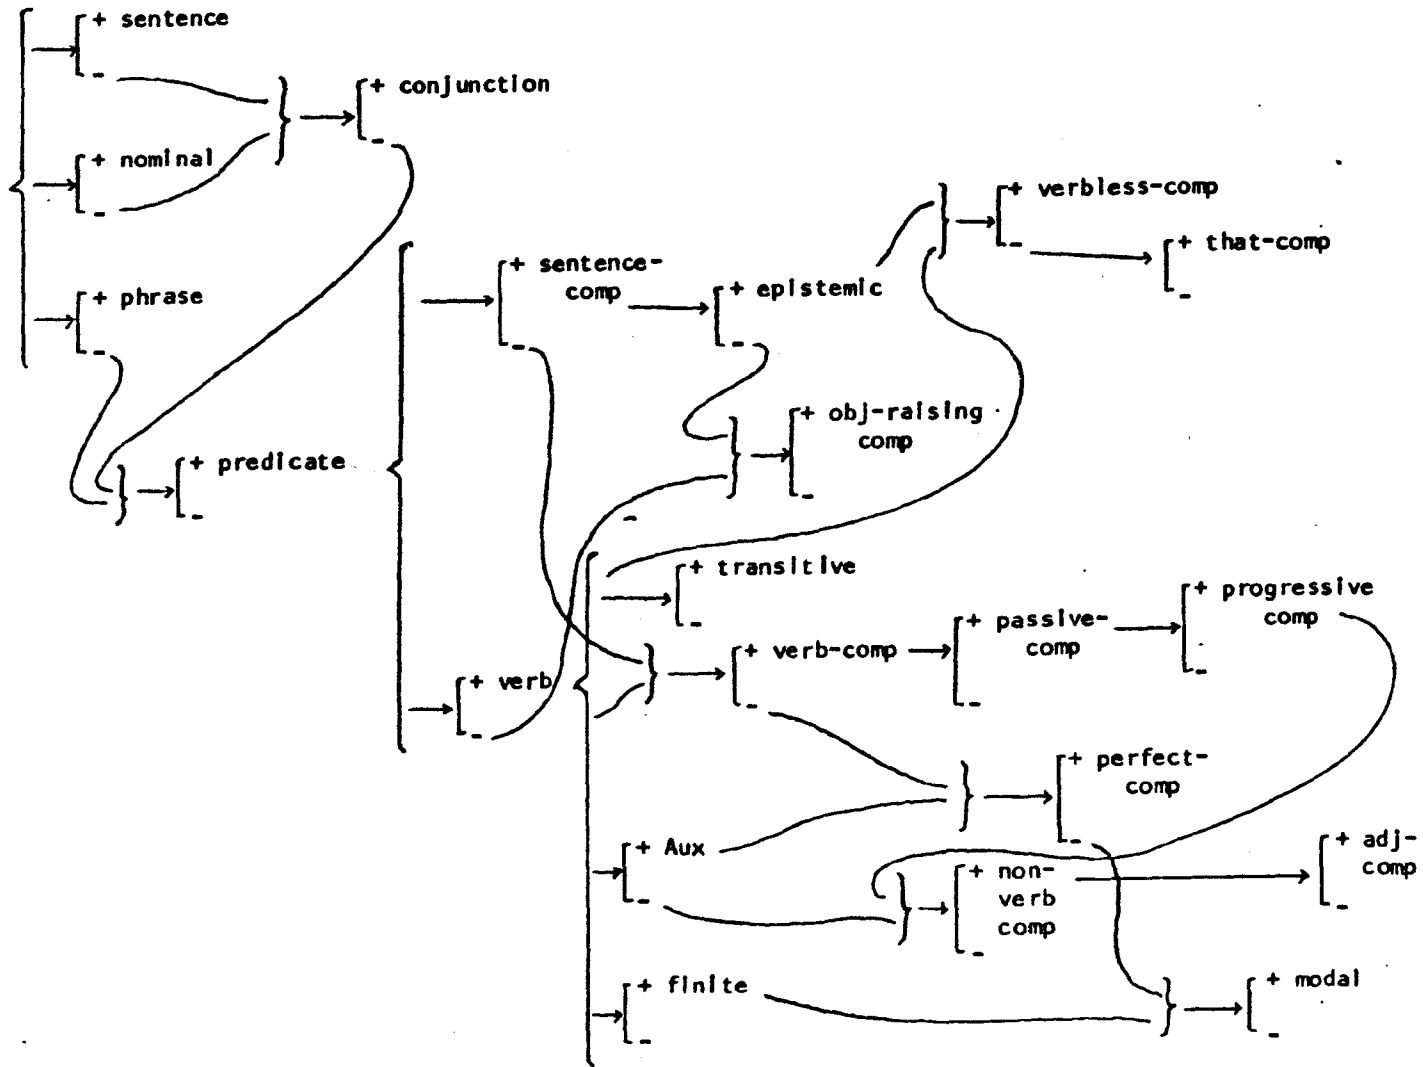 + sentence
-
+ conjunction
-
+ nominal
-
+ verbless-comp
-
+ that-comp
-
+ sentence-
comp
-
+ epistemic
-
+ phrase
-
+ obj-raising
comp
-
+ predicate
-
+ transitive
-
+ progressive
comp
-
+ passive-
comp
-
+ verb-comp
-
+ verb
-
+ perfect-
comp
-
+ Aux
-
+ adj-
comp
-
+ non-
verb
comp
-
+ finite
-
+ modal
-